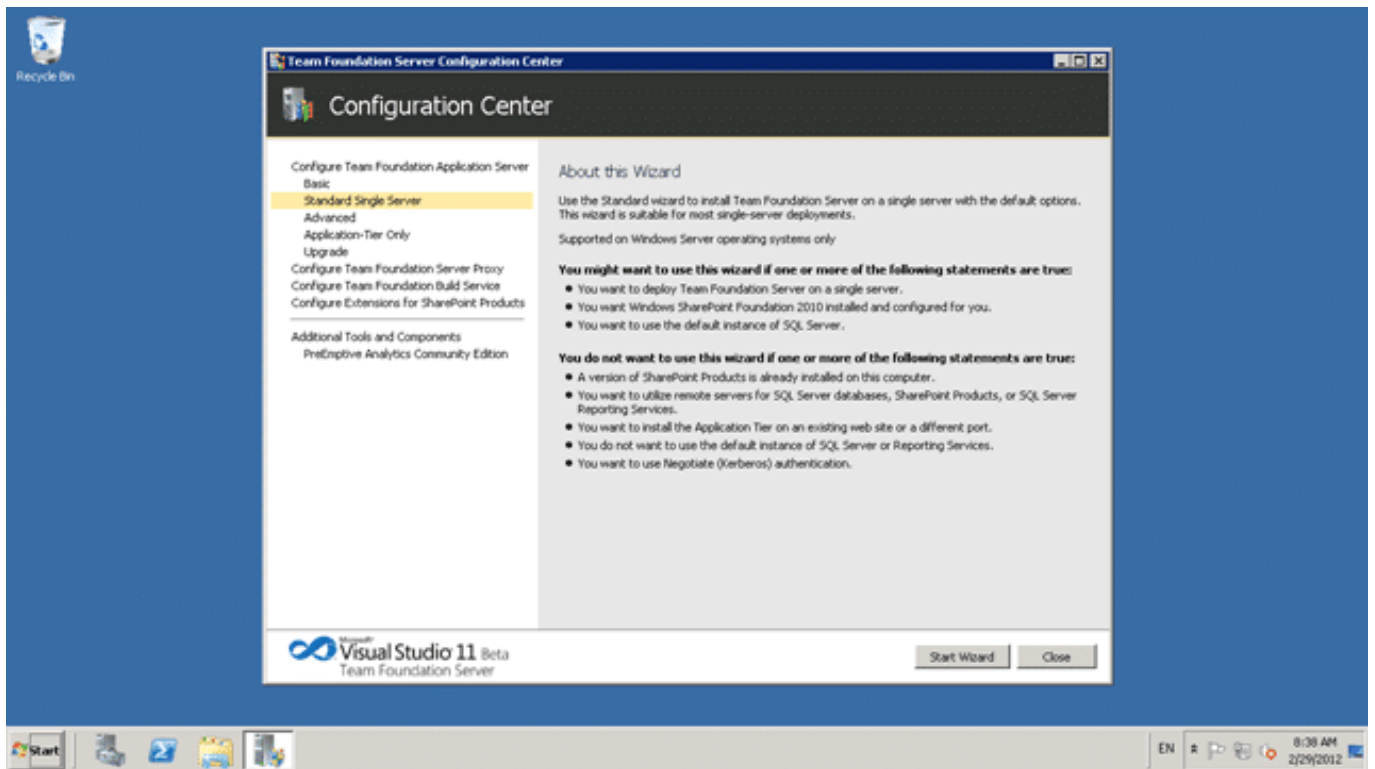 Recycle Bin
Team Foundation Server Configuration Center
Configuration Center
Configure Team Foundation Application Server
Basic
Standard Single Server
Advanced
Application-Tier Only
Upgrade
Configure Team Foundation Server Proxy
Configure Team Foundation Build Service
Configure Extensions for SharePoint Products
Additional Tools and Components
PreEmptive Analytics Community Edition
About this Wizard
Use the Standard wizard to install Team Foundation Server on a single server with the default options.
This wizard is suitable for most single-server deployments.
Supported on Windows Server operating systems only
You might want to use this wizard if one or more of the following statements are true:
• You want to deploy Team Foundation Server on a single server.
• You want Windows SharePoint Foundation 2010 installed and configured for you.
• You want to use the default instance of SQL Server.
You do not want to use this wizard if one or more of the following statements are true:
• A version of SharePoint Products is already installed on this computer.
• You want to utilize remote servers for SQL Server databases, SharePoint Products, or SQL Server
Reporting Services.
• You want to install the Application Tier on an existing web site or a different port.
• You do not want to use the default instance of SQL Server or Reporting Services.
• You want to use Negotiate (Kerberos) authentication.
Microsoft
Visual Studio 11 Beta
Team Foundation Server
Start Wizard
Close
Start
EN
8:38 AM
2/29/2012